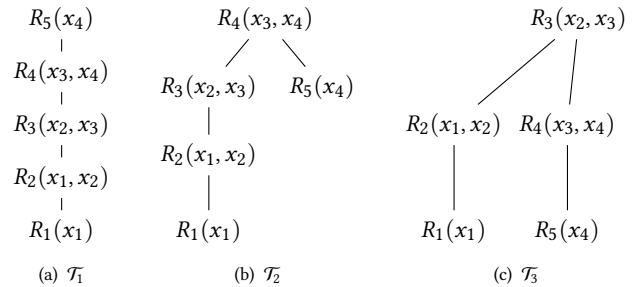 R₅(x₄)
R₄(x₃, x₄)
R₃(x₂, x₃)
R₂(x₁, x₂)
R₁(x₁)
(a) 𝒯₁
R₄(x₃, x₄)
R₃(x₂, x₃) R₅(x₄)
R₂(x₁, x₂)
R₁(x₁)
(b) 𝒯₂
R₃(x₂, x₃)
R₂(x₁, x₂) R₄(x₃, x₄)
R₁(x₁) R₅(x₄)
(c) 𝒯₃